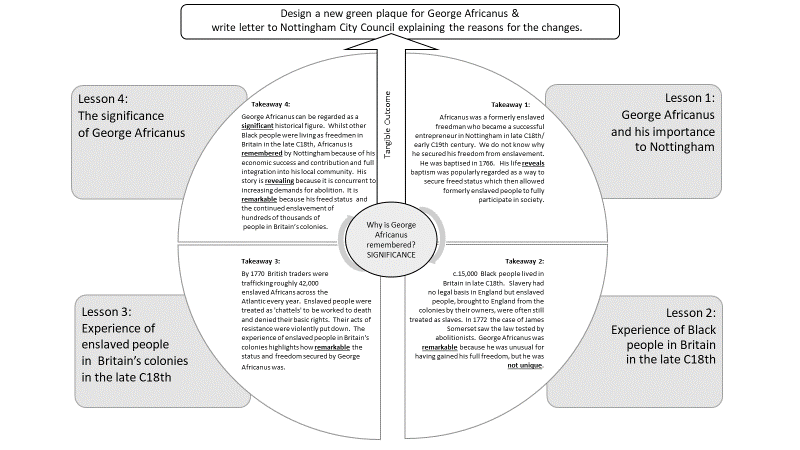 Design a new green plaque for George Africanus &
write letter to Nottingham City Council explaining the reasons for the changes.
Tangible Outcome
Lesson 4:
The significance
of George Africanus
Takeaway 4:
George Africanus can be regarded as a
significant historical figure. Whilst other
Black people were living as freedmen in
Britain in the late C18th, Africanus is
remembered by Nottingham because of his
economic success and contribution and full
integration into his local community. His
story is revealing because it is concurrent to
increasing demands for abolition. It is
remarkable because his freed status and
the continued enslavement of
hundreds of thousands of
people in Britain's colonies.
Takeaway 1:
Africanus was a formerly enslaved
freedman who became a successful
entrepreneur in Nottingham in late C18th/
early C19th century. We do not know why
he secured his freedom from enslavement.
He was baptised in 1766. His life reveals
baptism was popularly regarded as a way to
secure freed status which then allowed
formerly enslaved people to fully
participate in society.
Lesson 1:
George Africanus
and his importance
to Nottingham
Why is George
Africanus
remembered?
SIGNIFICANCE
Lesson 3:
Experience of
enslaved people
in Britain's colonies
in the late C18th
Takeaway 3:
By 1770 British traders were
trafficking roughly 42,000
enslaved Africans across the
Atlantic every year. Enslaved people were
treated as 'chattels' to be worked to death
and denied their basic rights. Their acts of
resistance were violently put down. The
experience of enslaved people in Britain's
colonies highlights how remarkable the
status and freedom secured by George
Africanus was.
Takeaway 2:
c.15,000 Black people lived in
Britain in late C18th. Slavery had
no legal basis in England but enslaved
people, brought to England from the
colonies by their owners, were often still
treated as slaves. In 1772 the case of James
Somerset saw the law tested by
abolitionists. George Africanus was
remarkable because he was unusual for
having gained his full freedom, but he was
not unique.
Lesson 2:
Experience of Black
people in Britain
in the late C18th